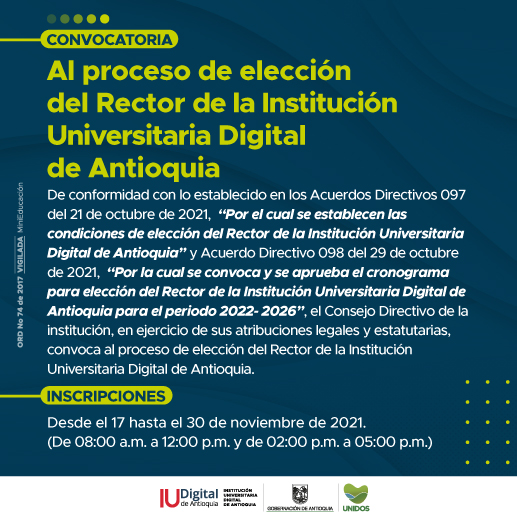 CONVOCATORIA
Al proceso de elección
del Rector de la Institución
Universitaria Digital
de Antioquia
De conformidad con lo establecido en los Acuerdos Directivos 097
del 21 de octubre de 2021, “Por el cual se establecen las
condiciones de elección del Rector de la Institución Universitaria
Digital de Antioquia” y Acuerdo Directivo 098 del 29 de octubre
de 2021, “Por la cual se convoca y se aprueba el cronograma
para elección del Rector de la Institución Universitaria Digital de
Antioquia para el periodo 2022- 2026”, el Consejo Directivo de la
institución, en ejercicio de sus atribuciones legales y estatutarias,
convoca al proceso de elección del Rector de la Institución
Universitaria Digital de Antioquia.
INSCRIPCIONES
Desde el 17 hasta el 30 de noviembre de 2021.
(De 08:00 a.m. a 12:00 p.m. y de 02:00 p.m. a 05:00 p.m.)
ORD No 74 de 2017 VIGILADA MinEducación
IU Digital
de Antioquia
INSTITUCIÓN
UNIVERSITARIA
DIGITAL
DE ANTIOQUIA
GOBERNACIÓN DE ANTIOQUIA
UNIDOS